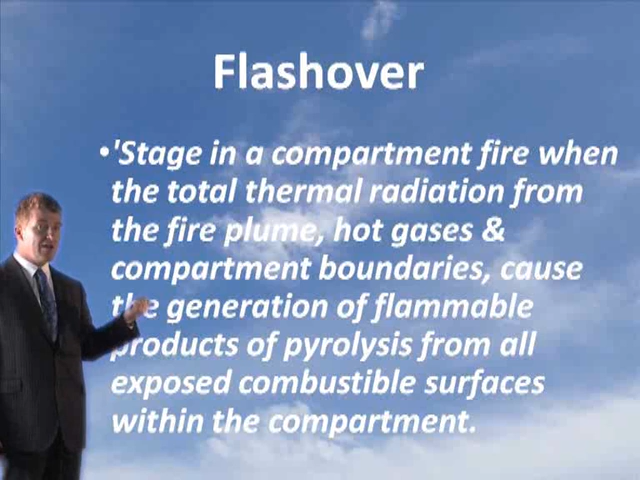 Flashover
•'Stage in a compartment fire when
the total thermal radiation from
the fire plume, hot gases &
compartment boundaries, cause
the generation of flammable
products of pyrolysis from all
exposed combustible surfaces
within the compartment.